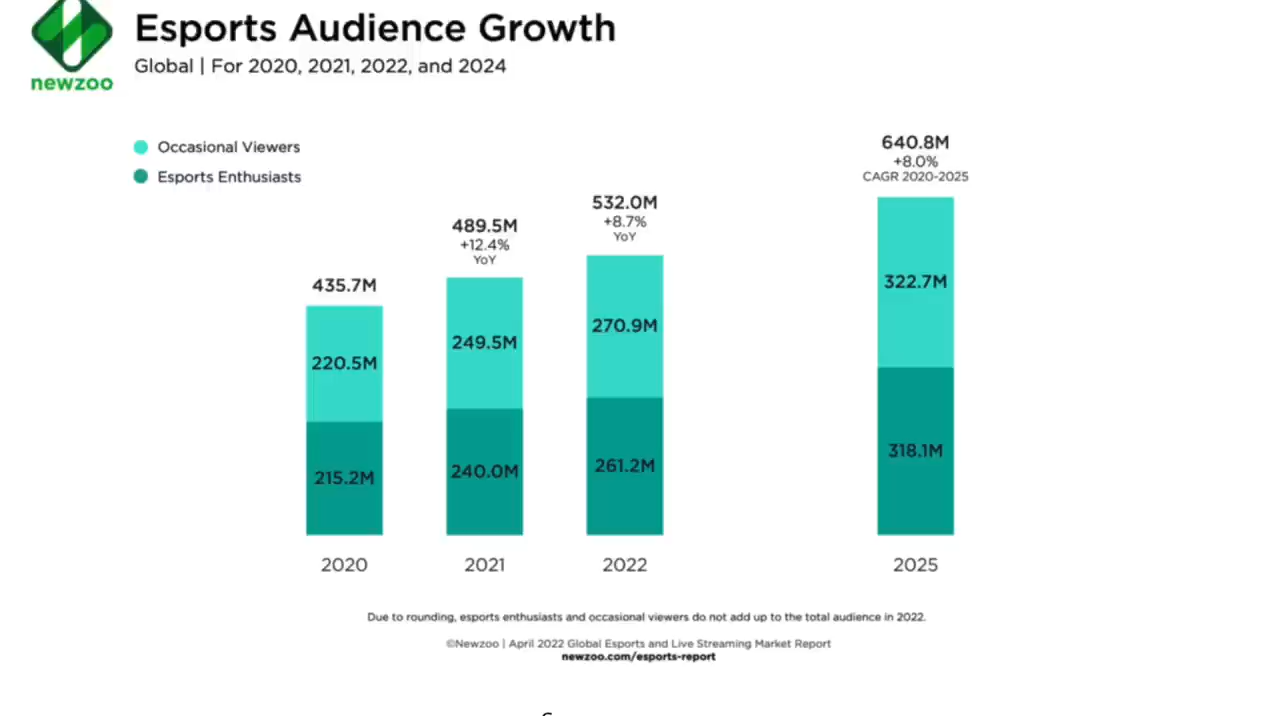 newzoo
Esports Audience Growth
Global | For 2020, 2021, 2022, and 2024
Occasional Viewers
Esports Enthusiasts
435.7M
220.5M
215.2M
2020
489.5M
+12.4%
YoY
249.5M
240.0M
2021
532.0M
+8.7%
YoY
270.9M
261.2M
2022
640.8M
+8.0%
CAGR 2020-2025
322.7M
318.1M
2025
Due to rounding, esports enthusiasts and occasional viewers do not add up to the total audience in 2022.
©Newzoo | April 2022 Global Esports and Live Streaming Market Report
newzoo.com/esports-report